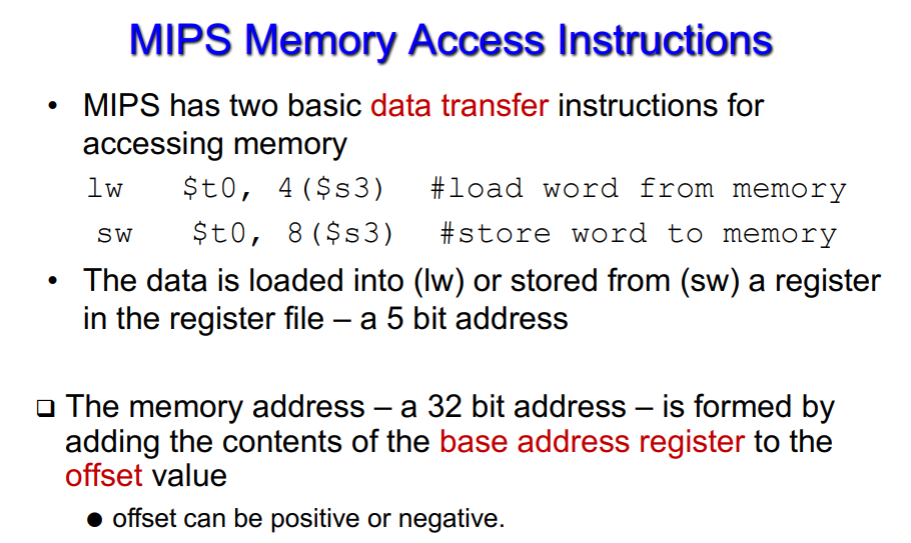 MIPS Memory Access Instructions
• MIPS has two basic data transfer instructions for
accessing memory
lw $t0, 4($s3) #load word from memory
sw $t0, 8($s3) #store word to memory
• The data is loaded into (lw) or stored from (sw) a register
in the register file – a 5 bit address
❑ The memory address – a 32 bit address – is formed by
adding the contents of the base address register to the
offset value
● offset can be positive or negative.